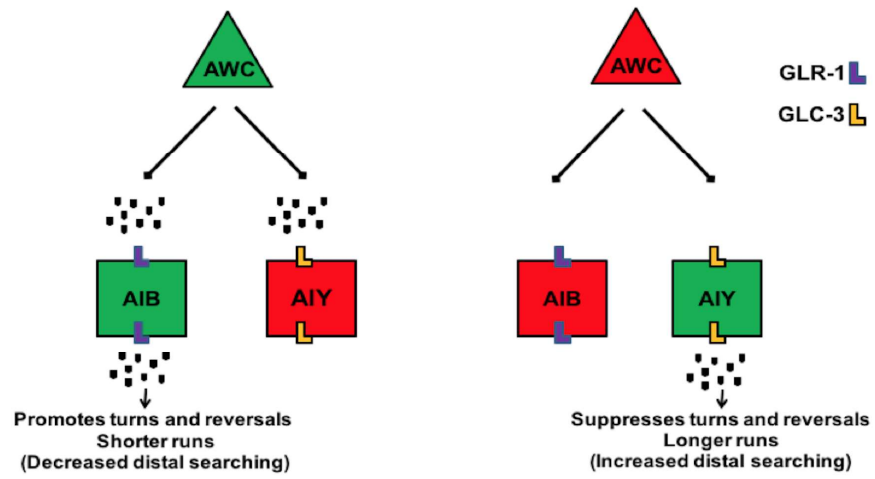 AWC
AWC
GLR-1
GLC-3
AIB
AIY
AIB
AIY
Promotes turns and reversals
Shorter runs
(Decreased distal searching)
Suppresses turns and reversals
Longer runs
(Increased distal searching)